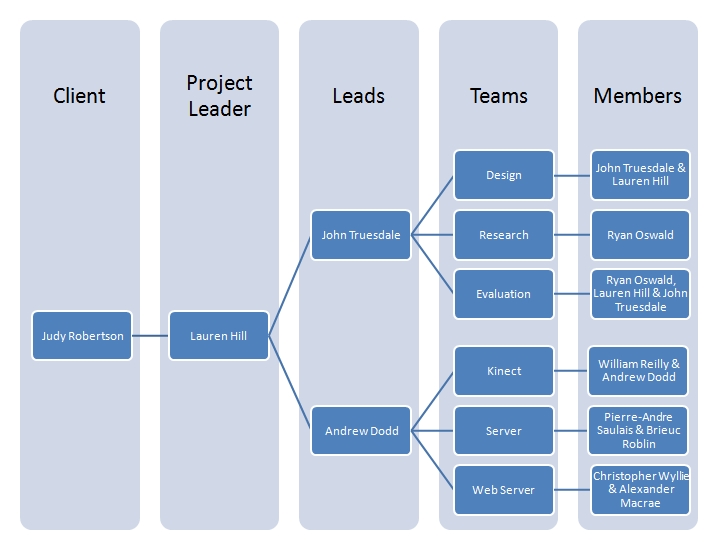 Client
Project
Leader
Leads
Teams
Members
Judy Robertson
Lauren Hill
John Truesdale
Andrew Dodd
Design
Research
Evaluation
Kinect
Server
Web Server
John Truesdale &
Lauren Hill
Ryan Oswald
Ryan Oswald,
Lauren Hill & John
Truesdale
William Reilly &
Andrew Dodd
Pierre-Andre
Saulais & Brieuc
Roblin
Christopher Wyllie
& Alexander
Macrae